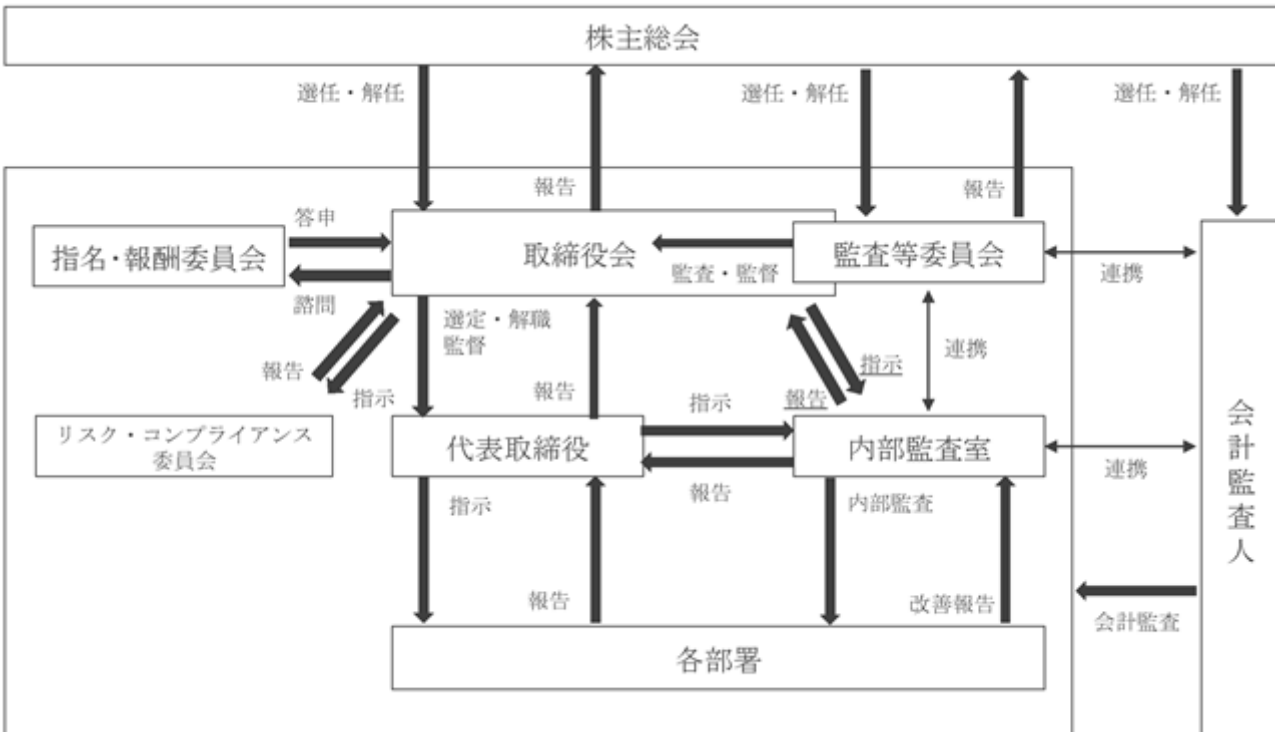 株主総会
選任・解任
選任・解任
選任・解任
報告
報告
答申
指名・報酬委員会
取締役会
監査等委員会
監査・監督
連携
諮問
選定・解職
監督
報告
指示
報告
指示
報告
連携
指示
リスク・コンプライアンス
委員会
代表取締役
内部監査室
報告
連携
会計監査人
指示
内部監査
報告
改善報告
会計監査
各部署